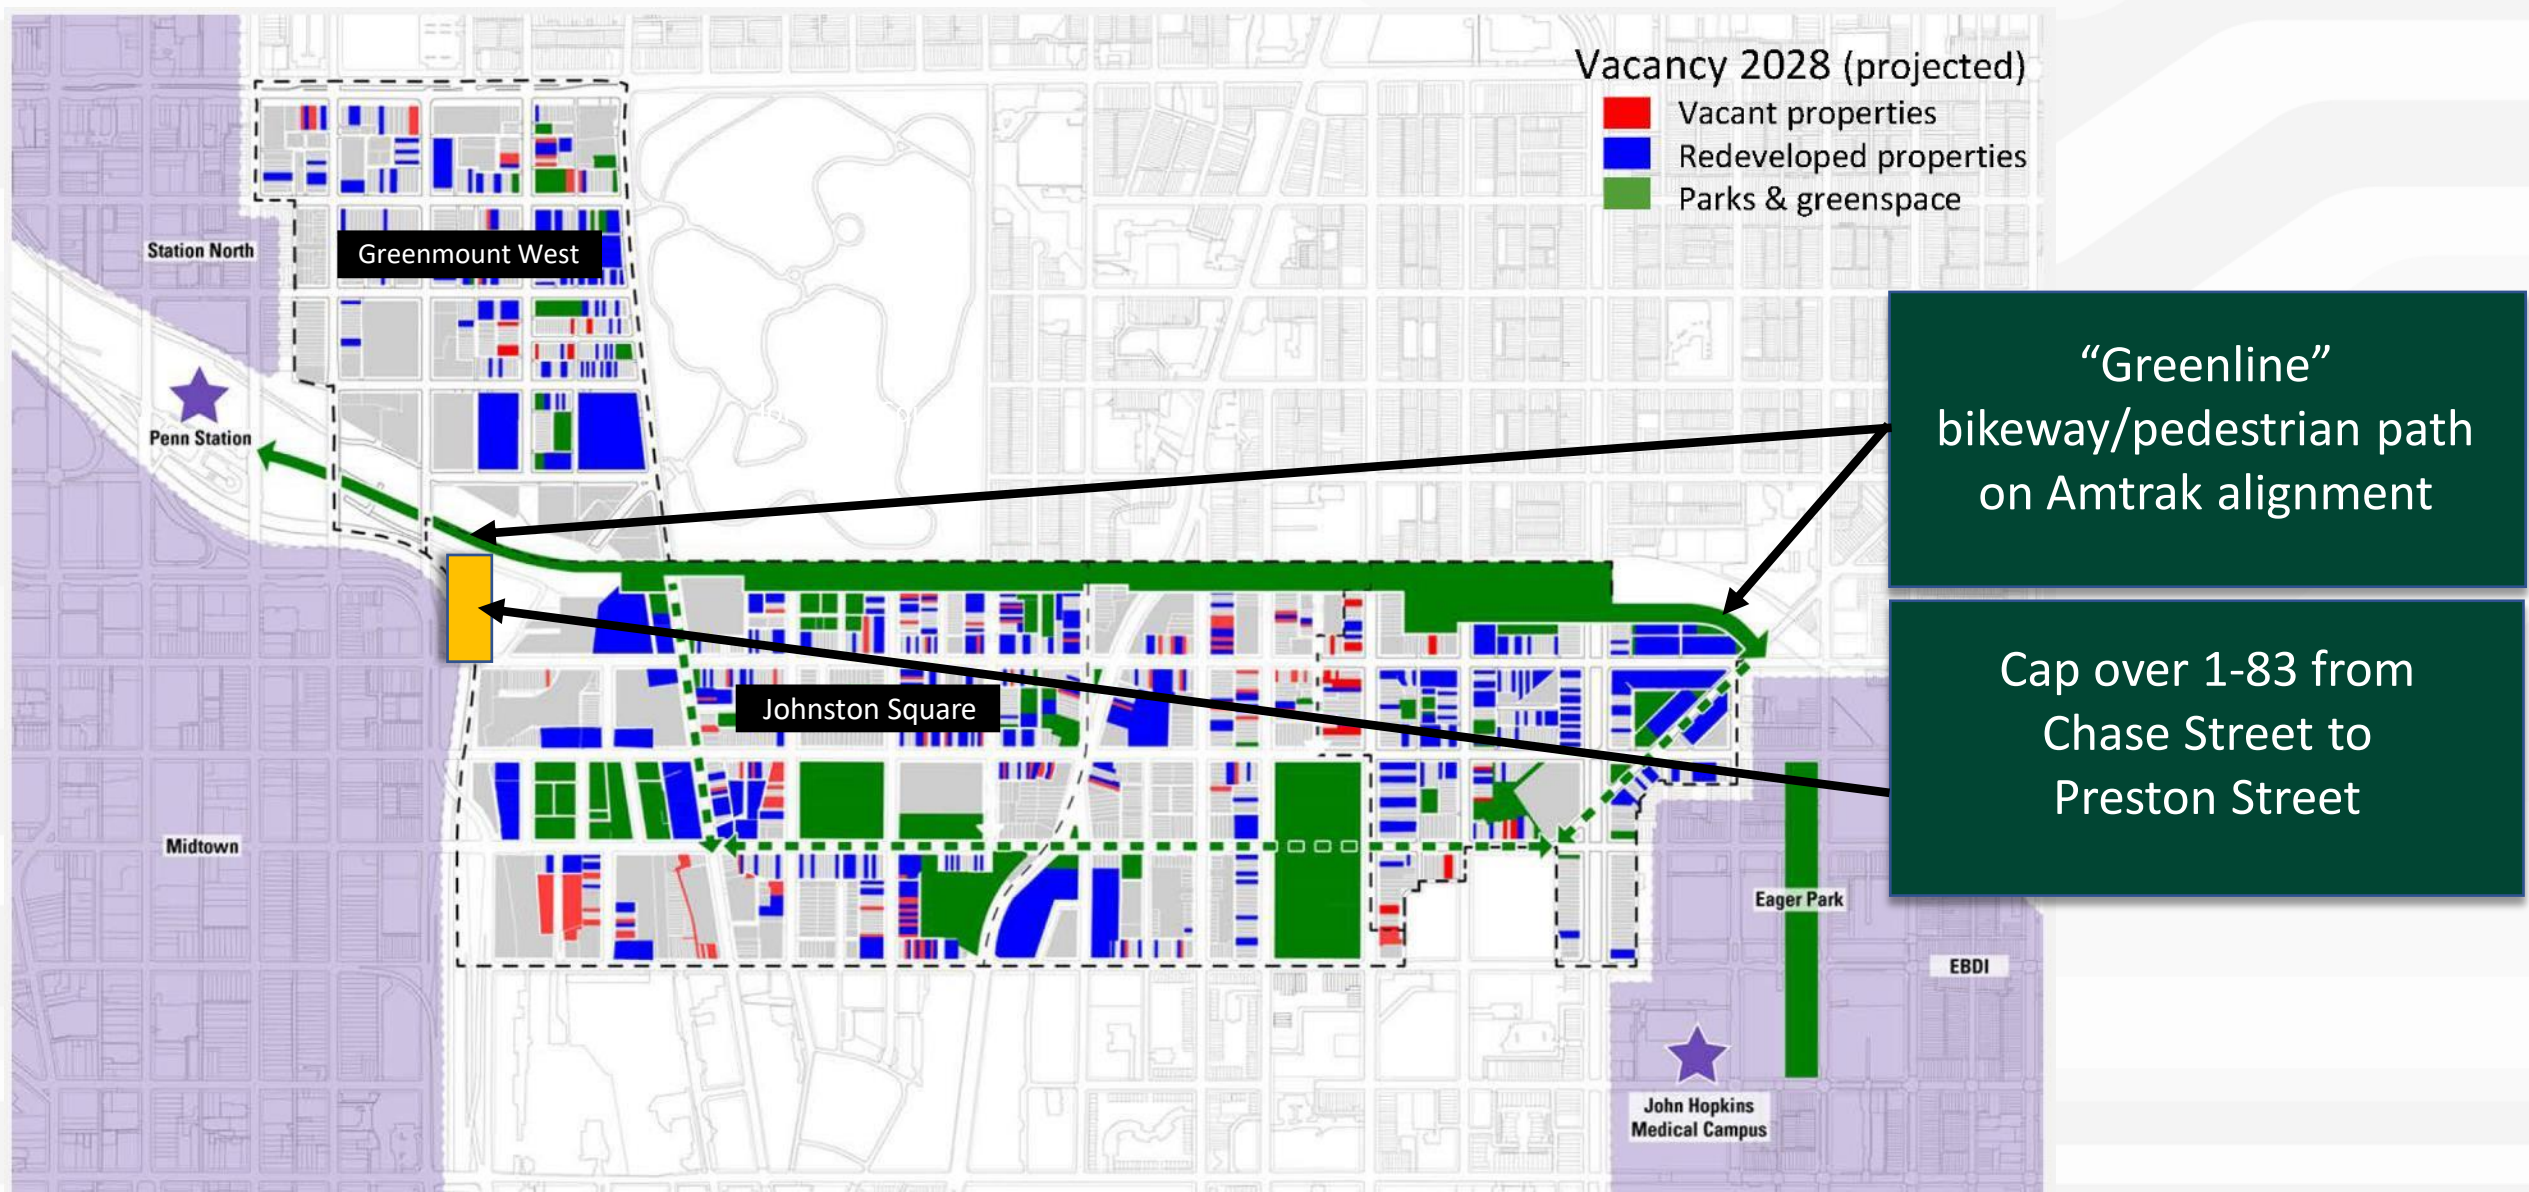 Vacancy 2028 (projected)
Vacant properties
Redeveloped properties
Parks & greenspace
Station North
Greenmount West
Penn Station
“Greenline”
bikeway/pedestrian path
on Amtrak alignment
Cap over 1-83 from
Chase Street to
Preston Street
Johnston Square
Midtown
Eager Park
EBDI
John Hopkins
Medical Campus